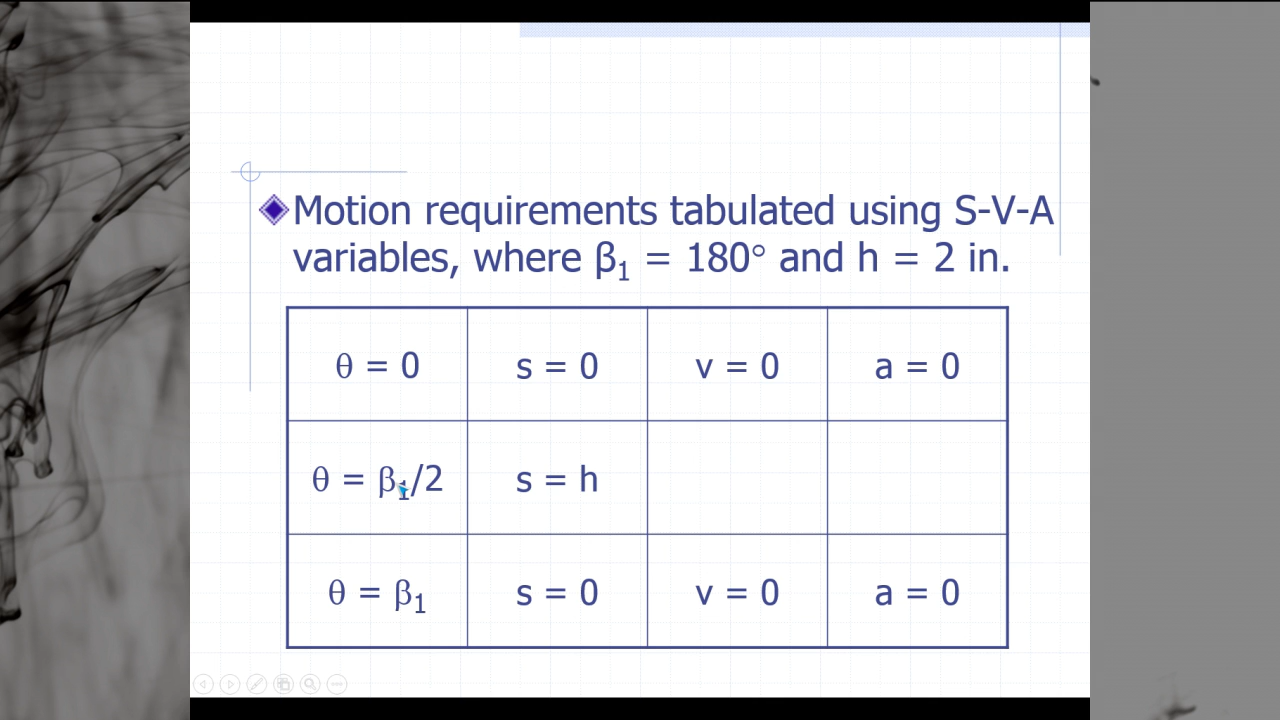 Motion requirements tabulated using S-V-A
variables, where β₁ = 180° and h = 2 in.
θ = 0 s = 0 v = 0 a = 0
θ = β₁/2 s = h
θ = β₁ s = 0 v = 0 a = 0